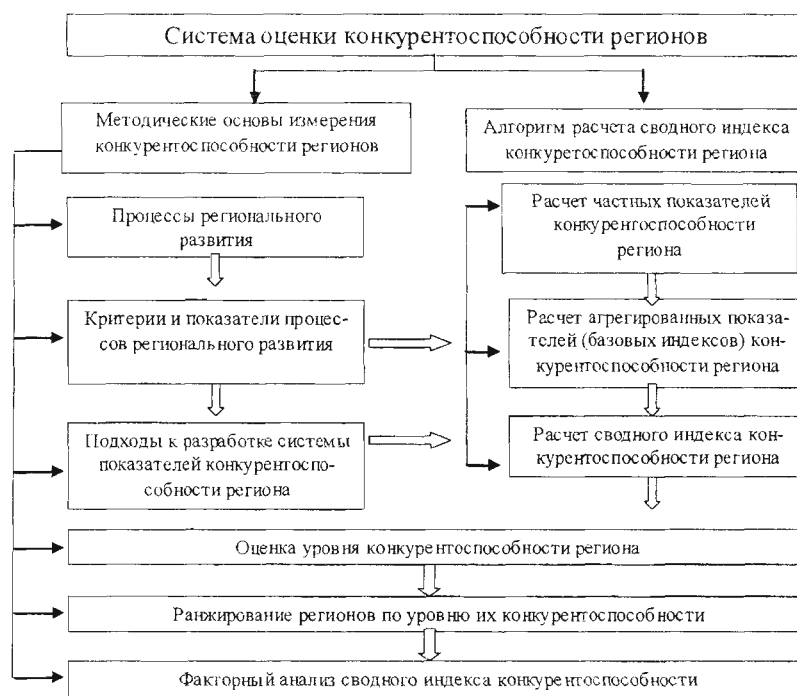 Система оценки конкурентоспособности регионов
Методические основы измерения
конкурентоспособности регионов
Алгоритм расчета сводного индекса
конкуретоспособности региона
Процессы регионального
развития
Расчет частных показателей
конкурентоспособности
региона
Критерии и показатели процес-
сов регионального развития
Расчет агрегированных показа-
телей (базовых индексов) кон-
курентоспособности региона
Подходы к разработке системы
показателей конкурентоспо-
собности региона
Расчет сводного индекса кон-
курентоспособности региона
Оценка уровня конкурентоспособности региона
Ранжирование регионов по уровню их конкурентоспособности
Факторный анализ сводного индекса конкурентоспособности